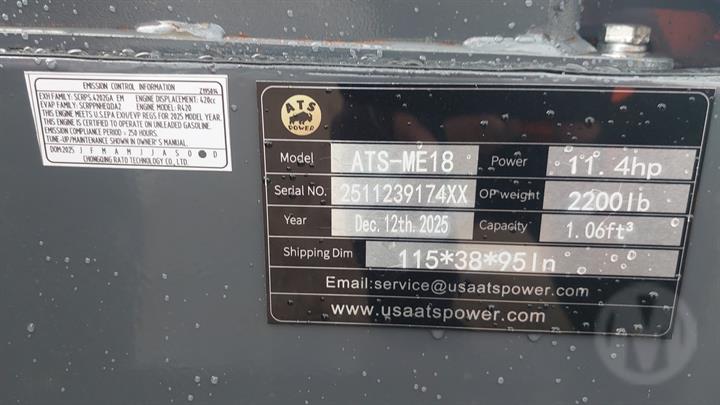 EMISSION CONTROL INFORMATION Z195014
EXH FAMILY: SCRPS.4202GA EM ENGINE DISPLACEMENT: 420cc
EVAP FAMILY: SCRPPNHEQDA2 ENGINE MODEL: R420
THIS ENGINE MEETS U.S.EPA EXH/EVP REGS FOR 2025 MODEL YEAR.
THIS ENGINE IS CERTIFIED TO OPERATE ON UNLEADED GASOLINE.
EMISSION COMPLIANCE PERIOD: 250 HOURS
TUNE-UP/MAINTENANCE SHOWN IN OWNER'S MANUAL.
DOM:2025 J F M A M J J A S O ● D
CHONGQING RATO TECHNOLOGY CO., LTD.
ATS
POWER
Model ATS-ME18 Power 11.4hp
Serial NO. 2511239174XX OP weight 2200lb
Year Dec. 12th. 2025 Capacity 1.06ft³
Shipping Dim 115*38*95In
Email:service@usaatspower.com
www.usaatspower.com
M